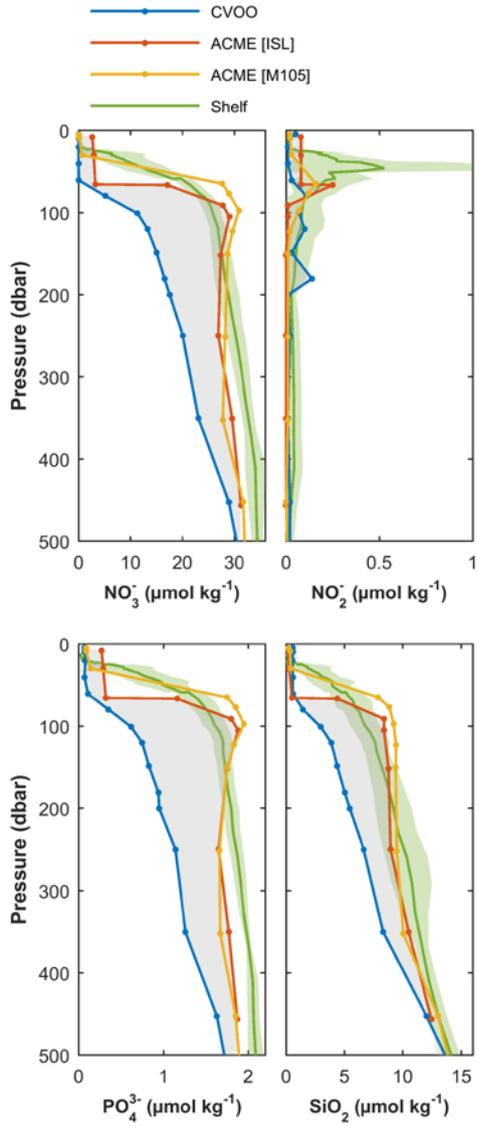 CVOO
ACME [ISL]
ACME [M105]
Shelf
0
100
200
300
400
500
Pressure (dbar)
0 10 20 30
NO₃⁻ (µmol kg⁻¹)
0 0.5 1
NO₂⁻ (µmol kg⁻¹)
0
100
200
300
400
500
Pressure (dbar)
0 1 2
PO₄³⁻ (µmol kg⁻¹)
0 5 10 15
SiO₂ (µmol kg⁻¹)